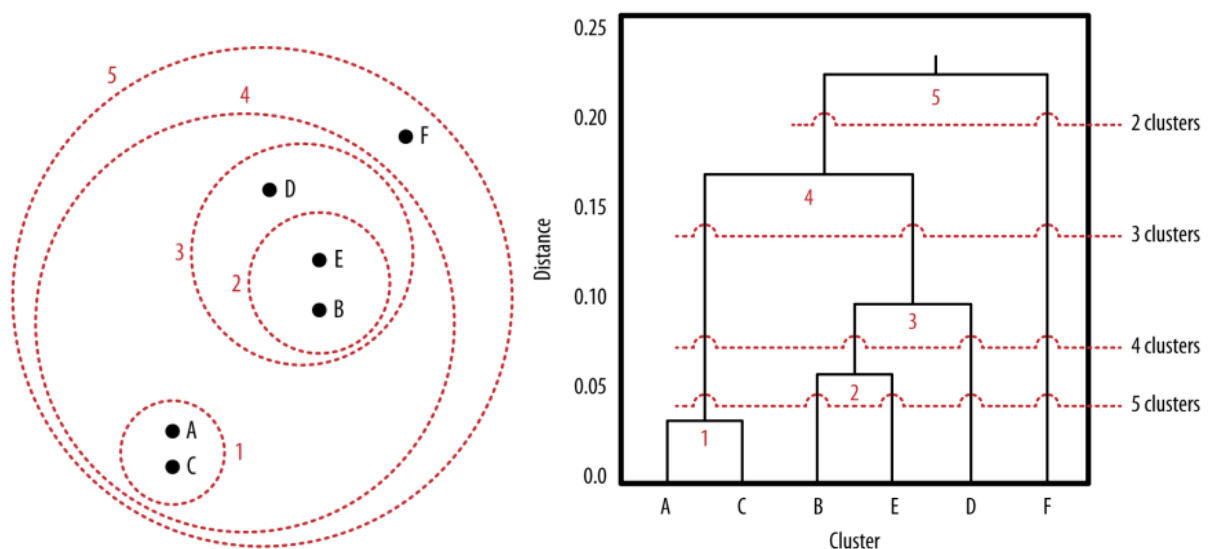 5
4
F
D
3
E
2
B
A
1
C
0.25
0.20
0.15
0.10
0.05
0.0
Distance
5
2 clusters
4
3 clusters
3
4 clusters
2
5 clusters
1
A C B E D F
Cluster